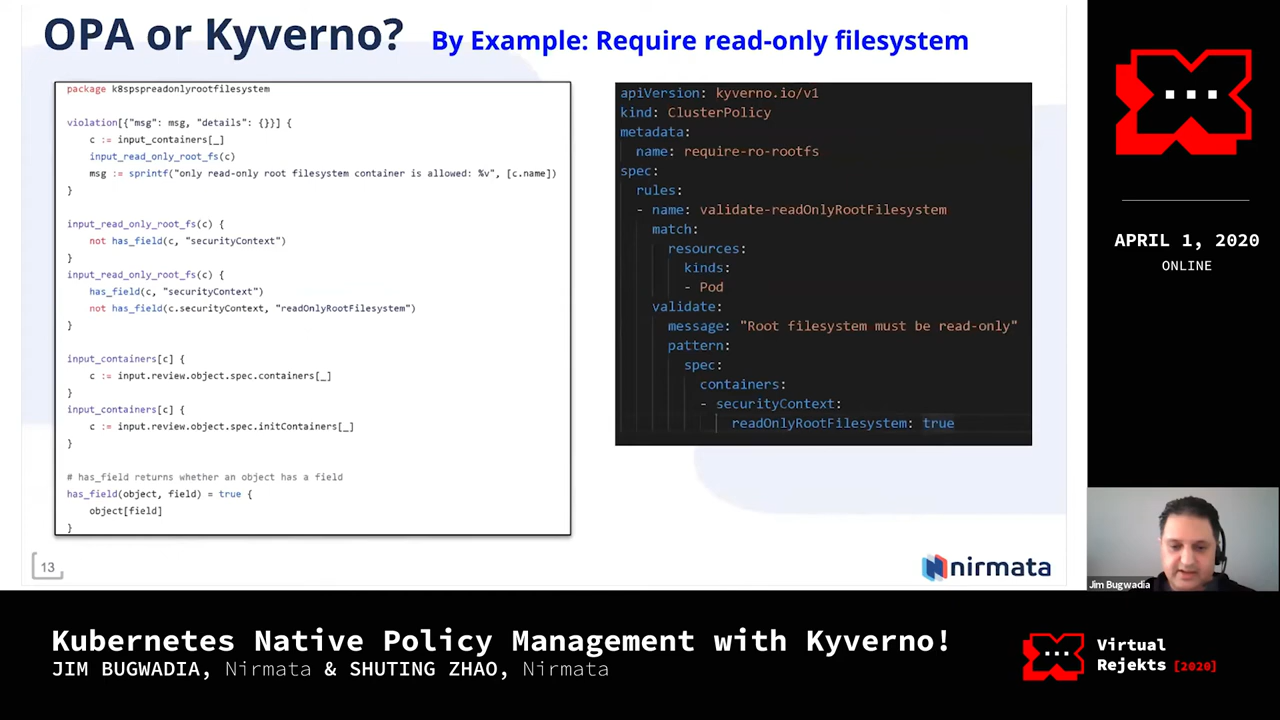 OPA or Kyverno?
By Example: Require read-only filesystem
package k8spspreadonlyrootfilesystem
violation[{"msg": msg, "details": {}}] {
c := input_containers[_]
input_read_only_root_fs(c)
msg := sprintf("only read-only root filesystem container is allowed: %v", [c.name])
}
input_read_only_root_fs(c) {
not has_field(c, "securityContext")
}
input_read_only_root_fs(c) {
has_field(c, "securityContext")
not has_field(c.securityContext, "readOnlyRootFilesystem")
}
input_containers[c] {
c := input.review.object.spec.containers[_]
}
input_containers[c] {
c := input.review.object.spec.initContainers[_]
}
# has_field returns whether an object has a field
has_field(object, field) = true {
object[field]
}
apiVersion: kyverno.io/v1
kind: ClusterPolicy
metadata:
name: require-ro-rootfs
spec:
rules:
- name: validate-readOnlyRootFilesystem
match:
resources:
kinds:
- Pod
validate:
message: "Root filesystem must be read-only"
pattern:
spec:
containers:
- securityContext:
readOnlyRootFilesystem: true
13
nirmata
APRIL 1, 2020
ONLINE
Jim Bugwadia
Kubernetes Native Policy Management with Kyverno!
JIM BUGWADIA, Nirmata & SHUTING ZHAO, Nirmata
Virtual
Rejekts [2020]